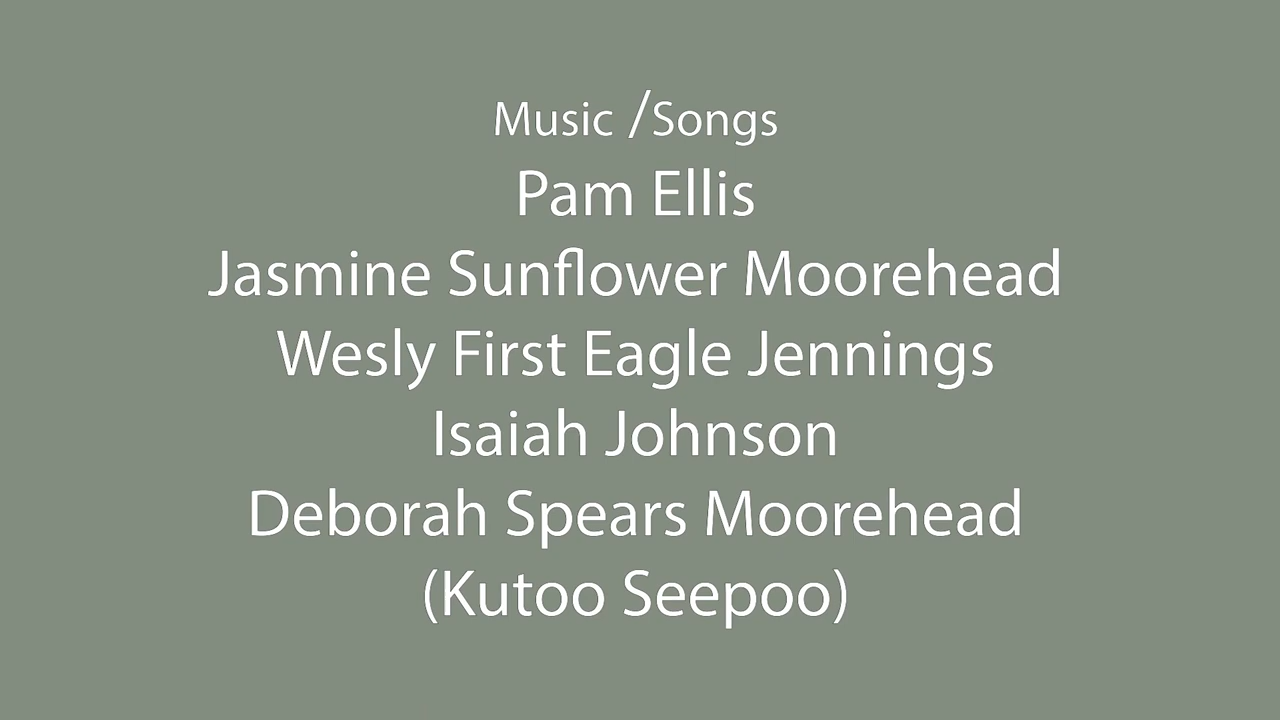 Music /Songs
Pam Ellis
Jasmine Sunflower Moorehead
Wesly First Eagle Jennings
Isaiah Johnson
Deborah Spears Moorehead
(Kutoo Seepoo)